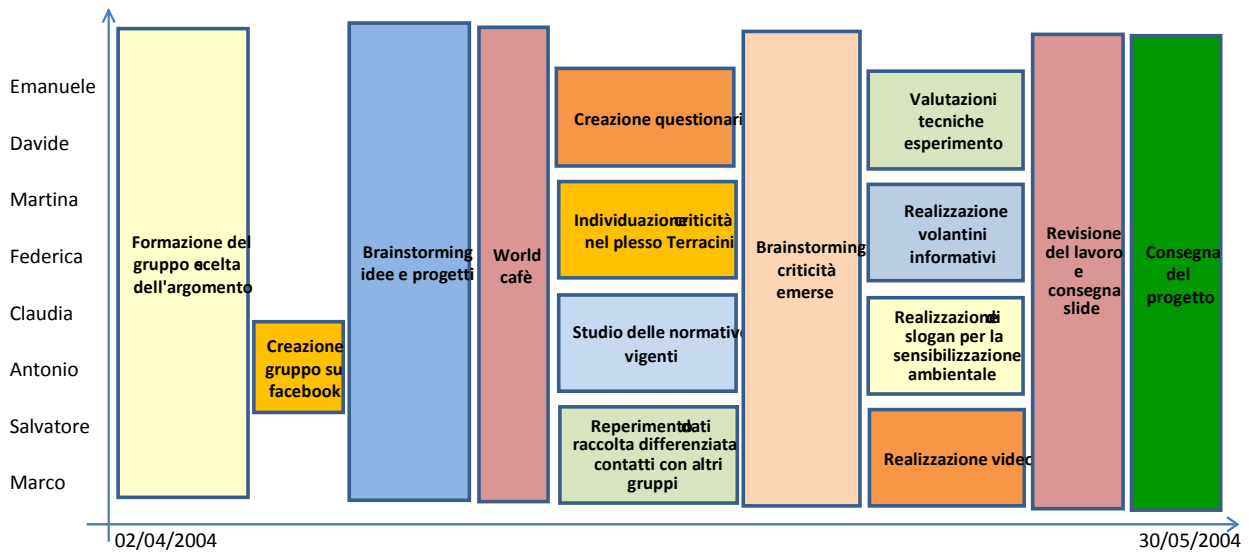 Emanuele
Davide
Martina
Federica
Claudia
Antonio
Salvatore
Marco
Formazione del
gruppo e scelta
dell'argomento
Creazione
gruppo su
facebook
Brainstorming
idee e progetti
World
cafè
Creazione questionari
Individuazione criticità
nel plesso Terracini
Studio delle normative
vigenti
Reperimento dati
raccolta differenziata
contatti con altri
gruppi
Brainstorming
criticità
emerse
Valutazioni
tecniche
esperimento
Realizzazione
volantini
informativi
Realizzazione di
slogan per la
sensibilizzazione
ambientale
Realizzazione video
Revisione
del lavoro
e
consegna
slide
Consegna
del
progetto
02/04/2004
30/05/2004